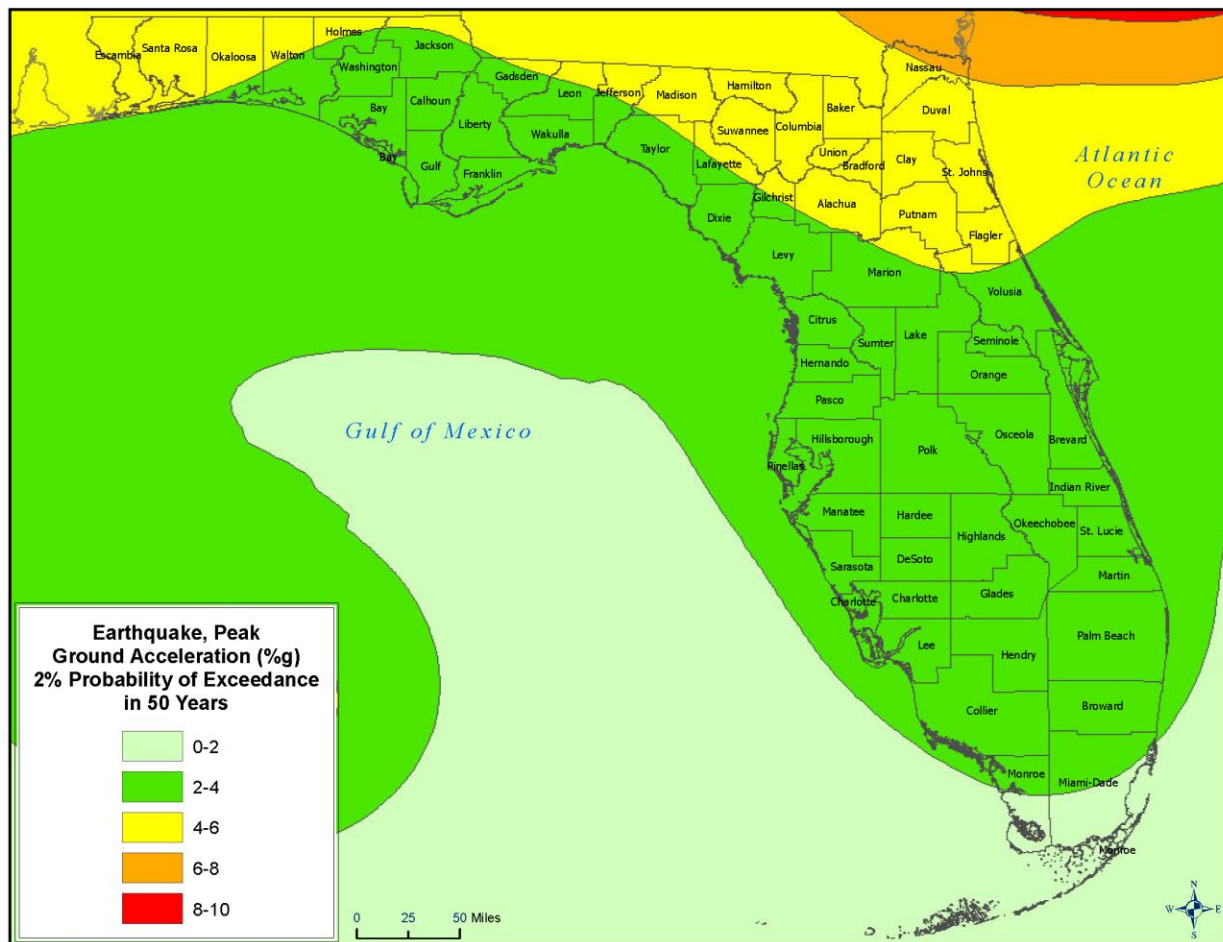 Holmes
Jackson
Escambia
Santa Rosa
Okaloosa
Walton
Washington
Gadsden
Leon
Jefferson
Madison
Hamilton
Nassau
Baker
Duval
Bay
Calhoun
Liberty
Wakulla
Taylor
Suwannee
Columbia
Union
Bradford
Clay
St. Johns
Atlantic
Ocean
Bay
Gulf
Franklin
Lafayette
Dixie
Gilchrist
Alachua
Putnam
Flagler
Levy
Marion
Volusia
Citrus
Sumter
Lake
Seminole
Hernando
Orange
Pasco
Gulf of Mexico
Hillsborough
Pinellas
Polk
Osceola
Brevard
Indian River
Manatee
Hardee
Highlands
Okeechobee
St. Lucie
Sarasota
DeSoto
Martin
Charlotte
Charlotte
Glades
Lee
Hendry
Palm Beach
Collier
Broward
Monroe
Miami-Dade
Monroe
Earthquake, Peak
Ground Acceleration (%g)
2% Probability of Exceedance
in 50 Years
0-2
2-4
4-6
6-8
8-10
0 25 50 Miles
N
W E
S